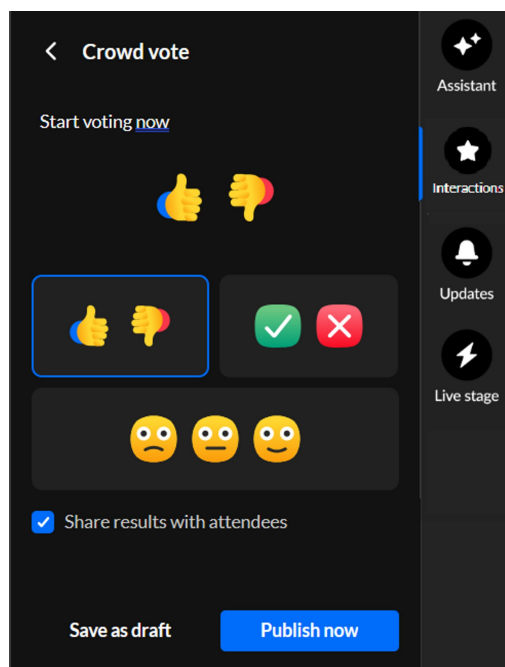 Crowd vote
Start voting now
Share results with attendees
Save as draft
Publish now
Assistant
Interactions
Updates
Live stage